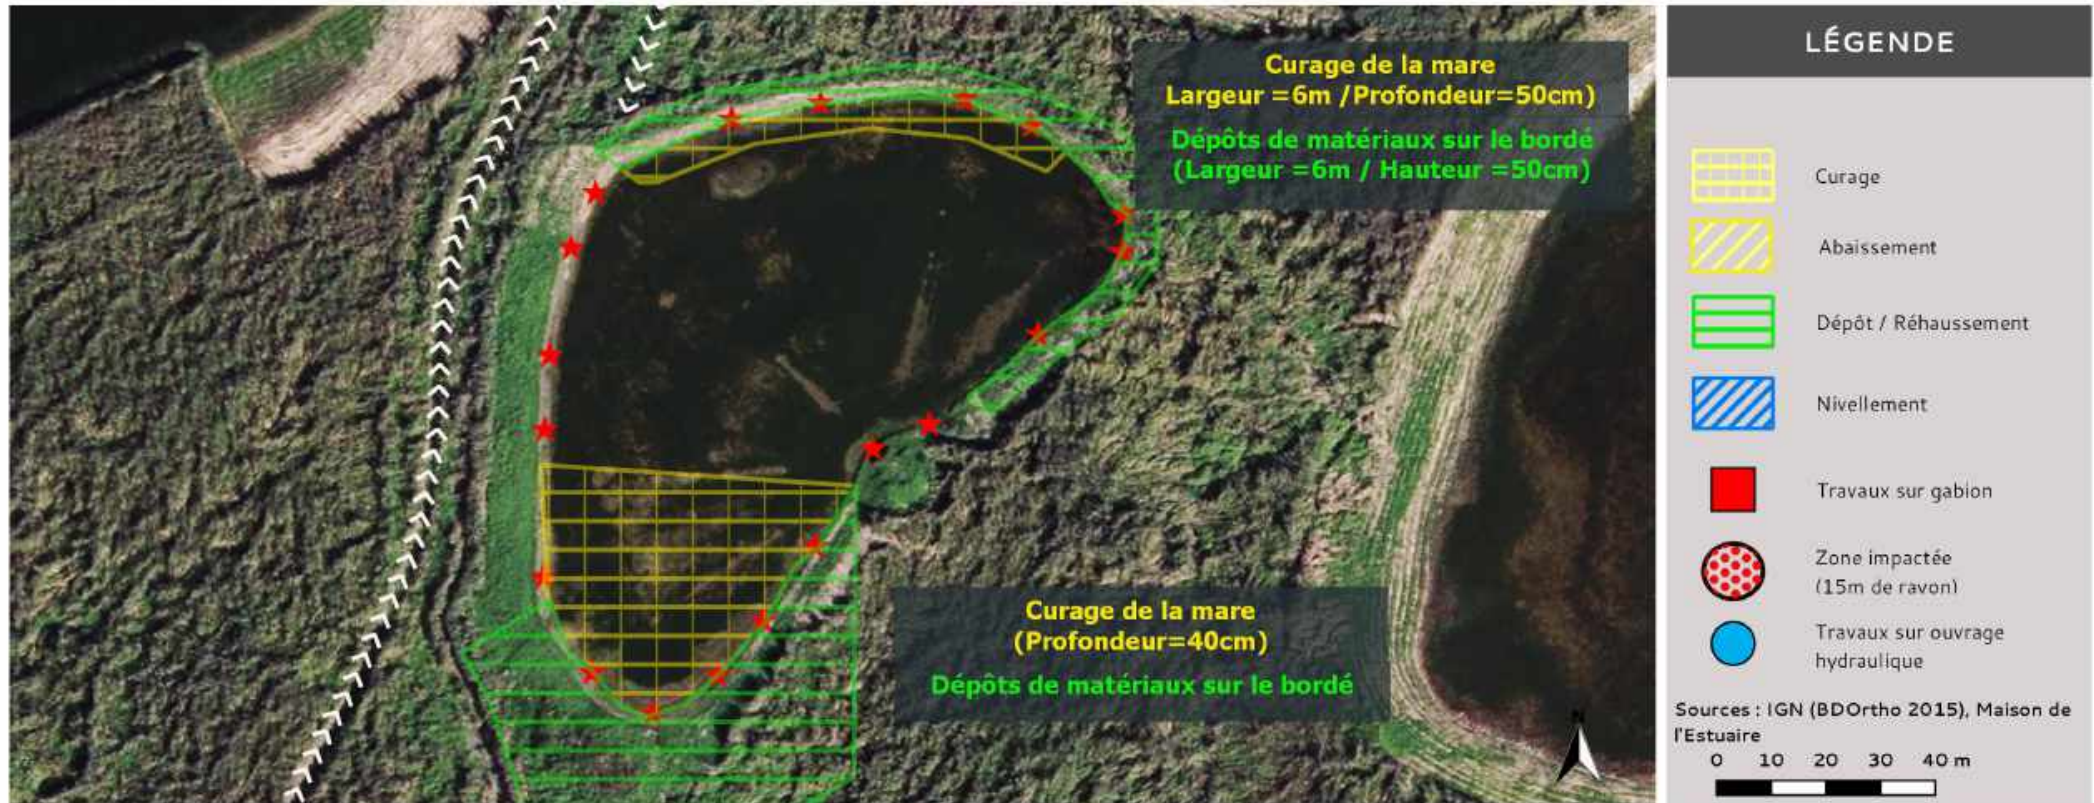 Curage de la mare
Largeur =6m /Profondeur=50cm)
Dépôts de matériaux sur le bordé
(Largeur =6m / Hauteur =50cm)
Curage de la mare
(Profondeur=40cm)
Dépôts de matériaux sur le bordé
N
LÉGENDE
Curage
Abaissement
Dépôt / Réhaussement
Nivellement
Travaux sur gabion
Zone impactée
(15m de rayon)
Travaux sur ouvrage
hydraulique
Sources : IGN (BDOrtho 2015), Maison de
l'Estuaire
0 10 20 30 40 m